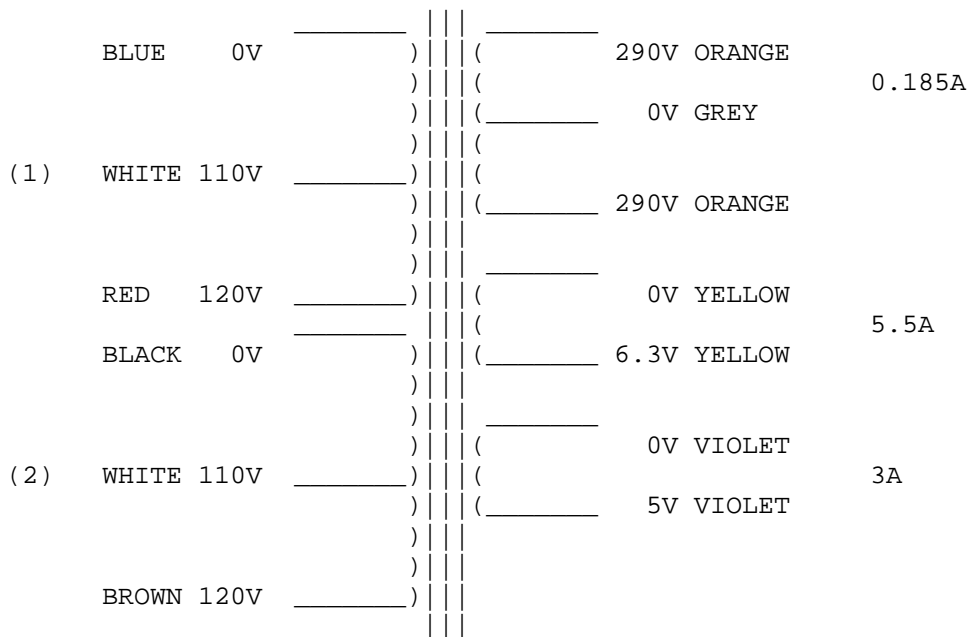 BLUE 0V 290V ORANGE
0.185A
0V GREY
(1) WHITE 110V
290V ORANGE
RED 120V 0V YELLOW
5.5A
BLACK 0V 6.3V YELLOW
0V VIOLET
(2) WHITE 110V 3A
5V VIOLET
BROWN 120V